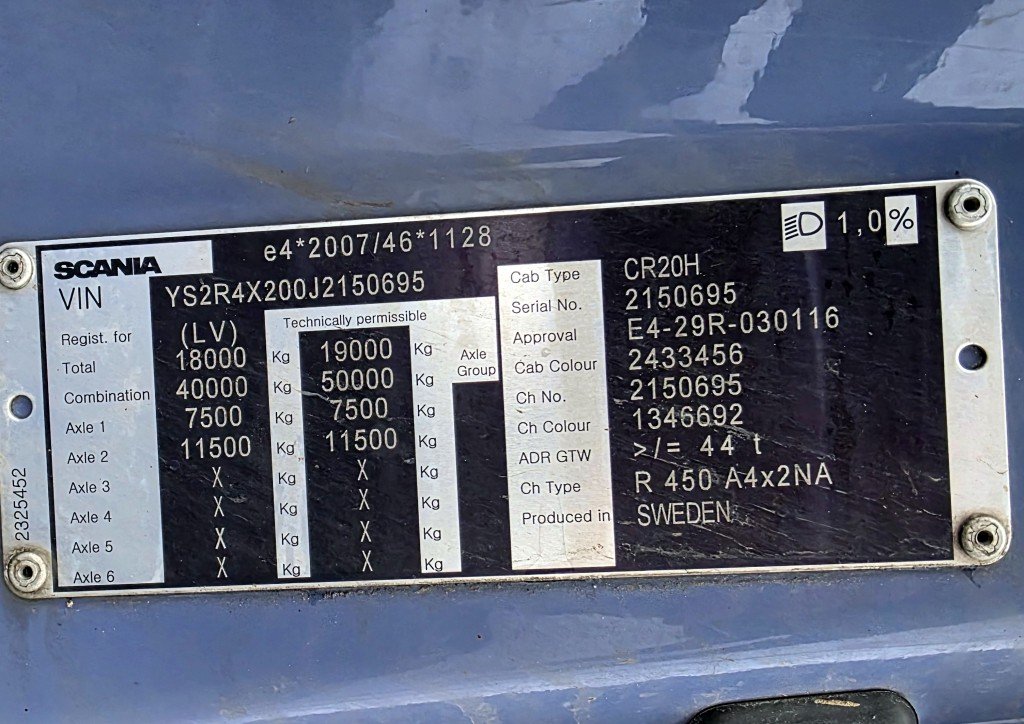 SCANIA e4*2007/46*1128 1,0%
VIN YS2R4X200J2150695
Regist. for (LV) Technically permissible
Total 18000 Kg 19000 Kg Axle Group
Combination 40000 Kg 50000 Kg
Axle 1 7500 Kg 7500 Kg
Axle 2 11500 Kg 11500 Kg
Axle 3 X Kg X Kg
Axle 4 X Kg X Kg
Axle 5 X Kg X Kg
Axle 6 X Kg X Kg
Cab Type CR20H
Serial No. 2150695
Approval E4-29R-030116
Cab Colour 2433456
Ch No. 2150695
Ch Colour 1346692
ADR GTW >/= 44 t
Ch Type R 450 A4x2NA
Produced in SWEDEN
2325452